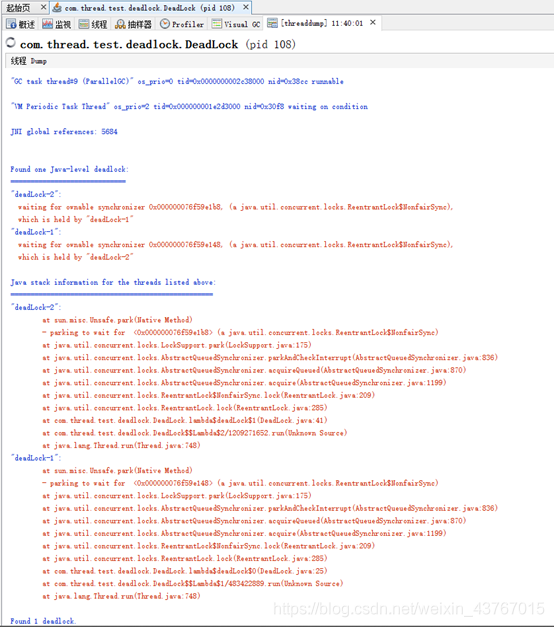 起始页 com.thread.test.deadlock.DeadLock (pid 108)
概述 监视 线程 抽样器 Profiler Visual GC [threaddump] 11:40:01
com.thread.test.deadlock.DeadLock (pid 108)
线程 Dump
"GC task thread#9 (ParallelGC)" os_prio=0 tid=0x0000000002c38000 nid=0x38cc runnable
"VM Periodic Task Thread" os_prio=2 tid=0x000000001e2d3000 nid=0x30f8 waiting on condition
JNI global references: 5684
Found one Java-level deadlock:
=============================
"deadLock-2":
waiting for ownable synchronizer 0x000000076f59e1b8, (a java.util.concurrent.locks.ReentrantLock$NonfairSync),
which is held by "deadLock-1"
"deadLock-1":
waiting for ownable synchronizer 0x000000076f59e148, (a java.util.concurrent.locks.ReentrantLock$NonfairSync),
which is held by "deadLock-2"
Java stack information for the threads listed above:
===================================================
"deadLock-2":
at sun.misc.Unsafe.park(Native Method)
- parking to wait for <0x000000076f59e1b8> (a java.util.concurrent.locks.ReentrantLock$NonfairSync)
at java.util.concurrent.locks.LockSupport.park(LockSupport.java:175)
at java.util.concurrent.locks.AbstractQueuedSynchronizer.parkAndCheckInterrupt(AbstractQueuedSynchronizer.java:836)
at java.util.concurrent.locks.AbstractQueuedSynchronizer.acquireQueued(AbstractQueuedSynchronizer.java:870)
at java.util.concurrent.locks.AbstractQueuedSynchronizer.acquire(AbstractQueuedSynchronizer.java:1199)
at java.util.concurrent.locks.ReentrantLock$NonfairSync.lock(ReentrantLock.java:209)
at java.util.concurrent.locks.ReentrantLock.lock(ReentrantLock.java:285)
at com.thread.test.deadlock.DeadLock.lambda$deadLock$1(DeadLock.java:41)
at com.thread.test.deadlock.DeadLock$$Lambda$2/1209271652.run(Unknown Source)
at java.lang.Thread.run(Thread.java:748)
"deadLock-1":
at sun.misc.Unsafe.park(Native Method)
- parking to wait for <0x000000076f59e148> (a java.util.concurrent.locks.ReentrantLock$NonfairSync)
at java.util.concurrent.locks.LockSupport.park(LockSupport.java:175)
at java.util.concurrent.locks.AbstractQueuedSynchronizer.parkAndCheckInterrupt(AbstractQueuedSynchronizer.java:836)
at java.util.concurrent.locks.AbstractQueuedSynchronizer.acquireQueued(AbstractQueuedSynchronizer.java:870)
at java.util.concurrent.locks.AbstractQueuedSynchronizer.acquire(AbstractQueuedSynchronizer.java:1199)
at java.util.concurrent.locks.ReentrantLock$NonfairSync.lock(ReentrantLock.java:209)
at java.util.concurrent.locks.ReentrantLock.lock(ReentrantLock.java:285)
at com.thread.test.deadlock.DeadLock.lambda$deadLock$0(DeadLock.java:25)
at com.thread.test.deadlock.DeadLock$$Lambda$1/483422889.run(Unknown Source)
at java.lang.Thread.run(Thread.java:748)
https://blog.csdn.net/weixin_43767015
Found 1 deadlock.